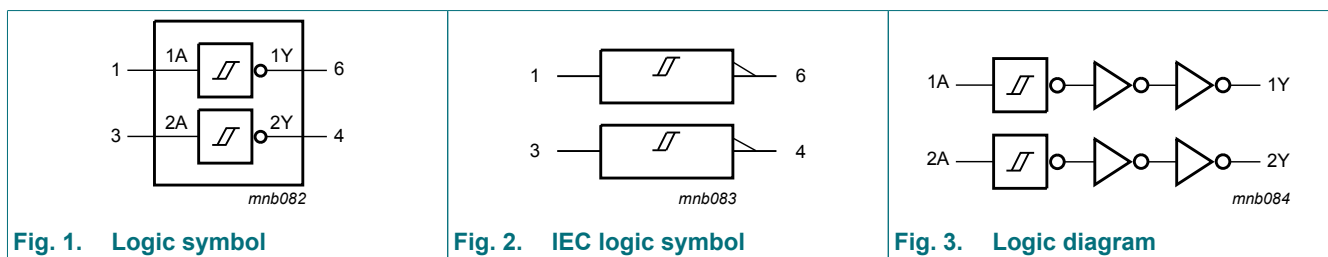 1A 1Y
1 6
2A 2Y
3 4
mnb082
Fig. 1. Logic symbol
1 6
3 4
mnb083
Fig. 2. IEC logic symbol
1A 1Y
2A 2Y
mnb084
Fig. 3. Logic diagram